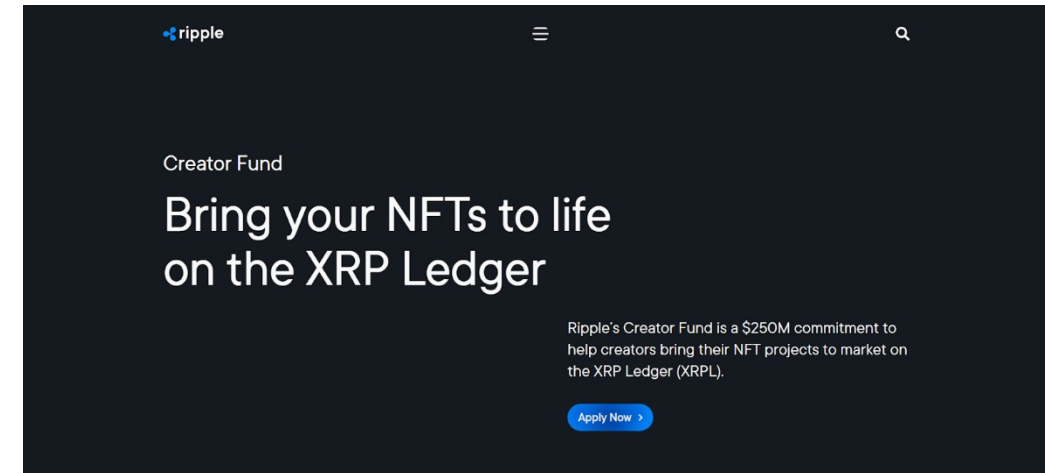 ripple
Creator Fund
Bring your NFTs to life
on the XRP Ledger
Ripple's Creator Fund is a $250M commitment to
help creators bring their NFT projects to market on
the XRP Ledger (XRPL).
Apply Now >